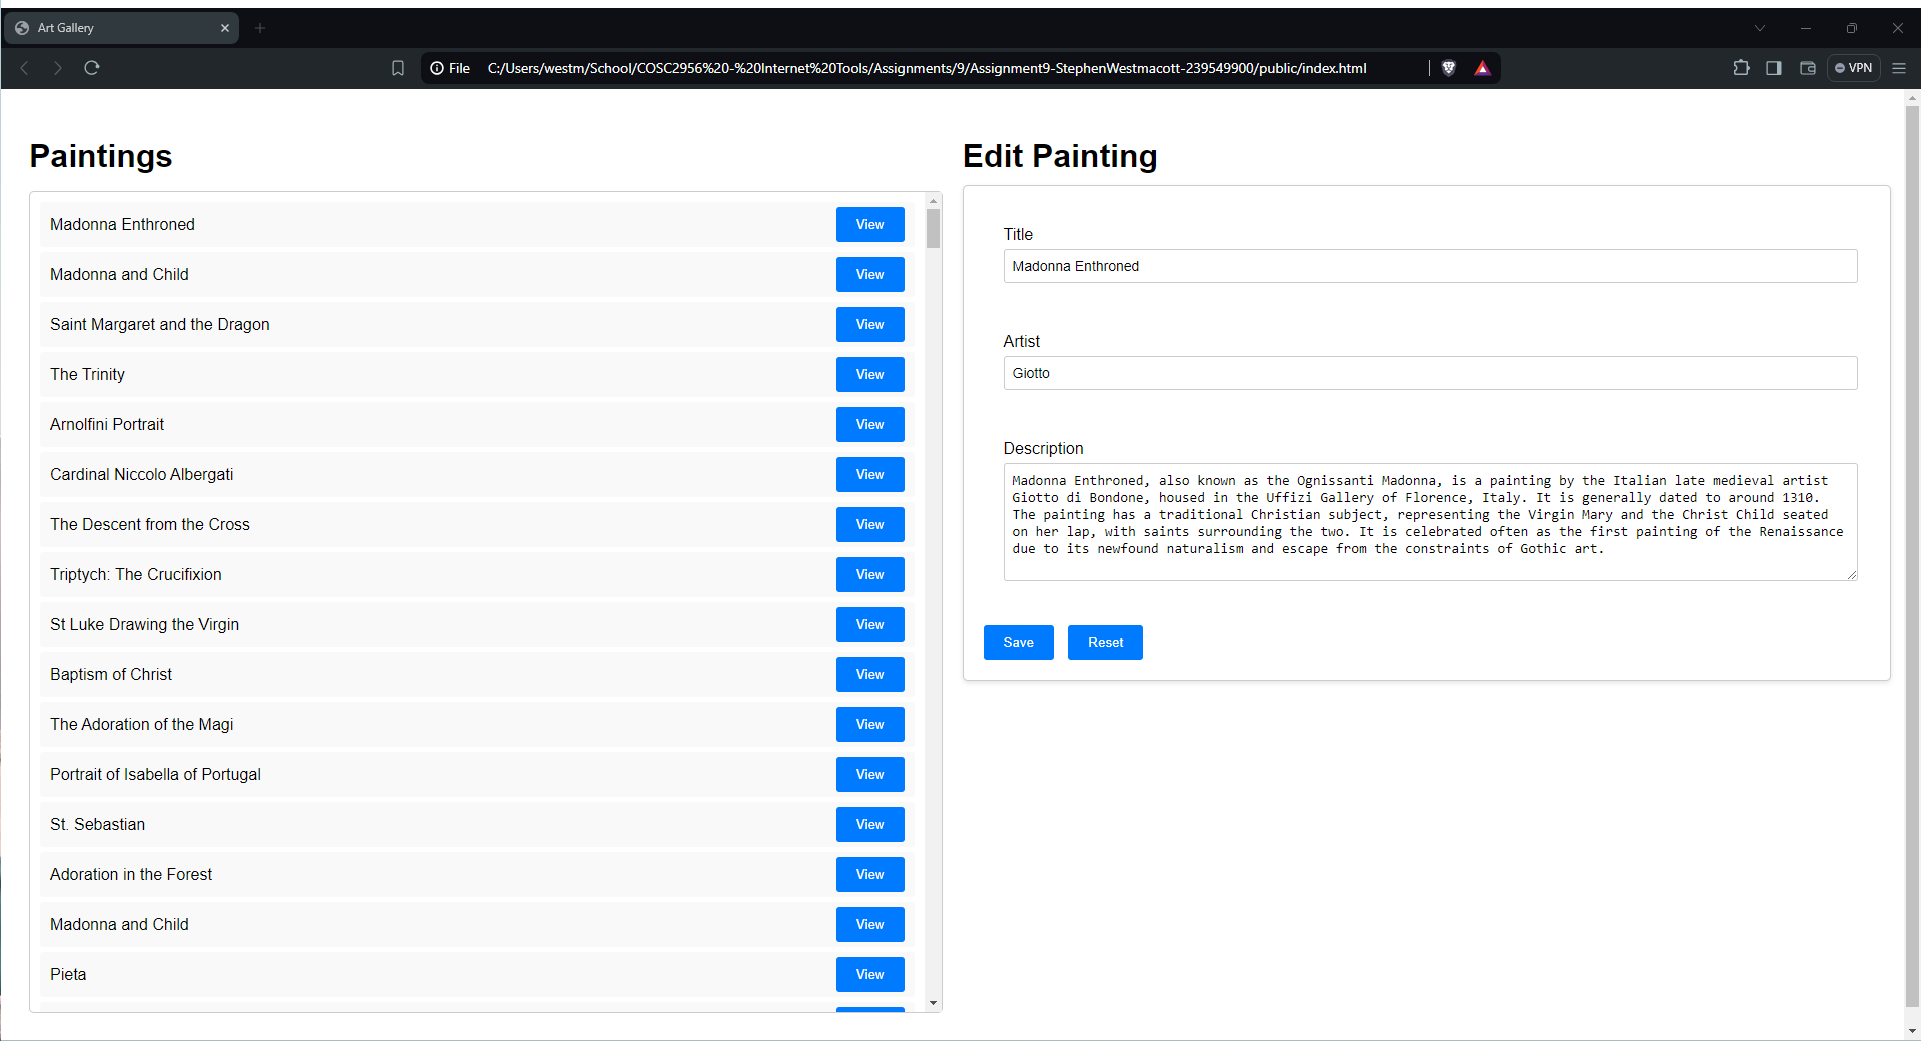 Art Gallery
File C:/Users/westm/School/COSC2956%20-%20Internet%20Tools/Assignments/9/Assignment9-StephenWestmacott-239549900/public/index.html
VPN
Paintings
Madonna Enthroned View
Madonna and Child View
Saint Margaret and the Dragon View
The Trinity View
Arnolfini Portrait View
Cardinal Niccolo Albergati View
The Descent from the Cross View
Triptych: The Crucifixion View
St Luke Drawing the Virgin View
Baptism of Christ View
The Adoration of the Magi View
Portrait of Isabella of Portugal View
St. Sebastian View
Adoration in the Forest View
Madonna and Child View
Pieta View
Edit Painting
Title
Madonna Enthroned
Artist
Giotto
Description
Madonna Enthroned, also known as the Ognissanti Madonna, is a painting by the Italian late medieval artist
Giotto di Bondone, housed in the Uffizi Gallery of Florence, Italy. It is generally dated to around 1310.
The painting has a traditional Christian subject, representing the Virgin Mary and the Christ Child seated
on her lap, with saints surrounding the two. It is celebrated often as the first painting of the Renaissance
due to its newfound naturalism and escape from the constraints of Gothic art.
Save Reset